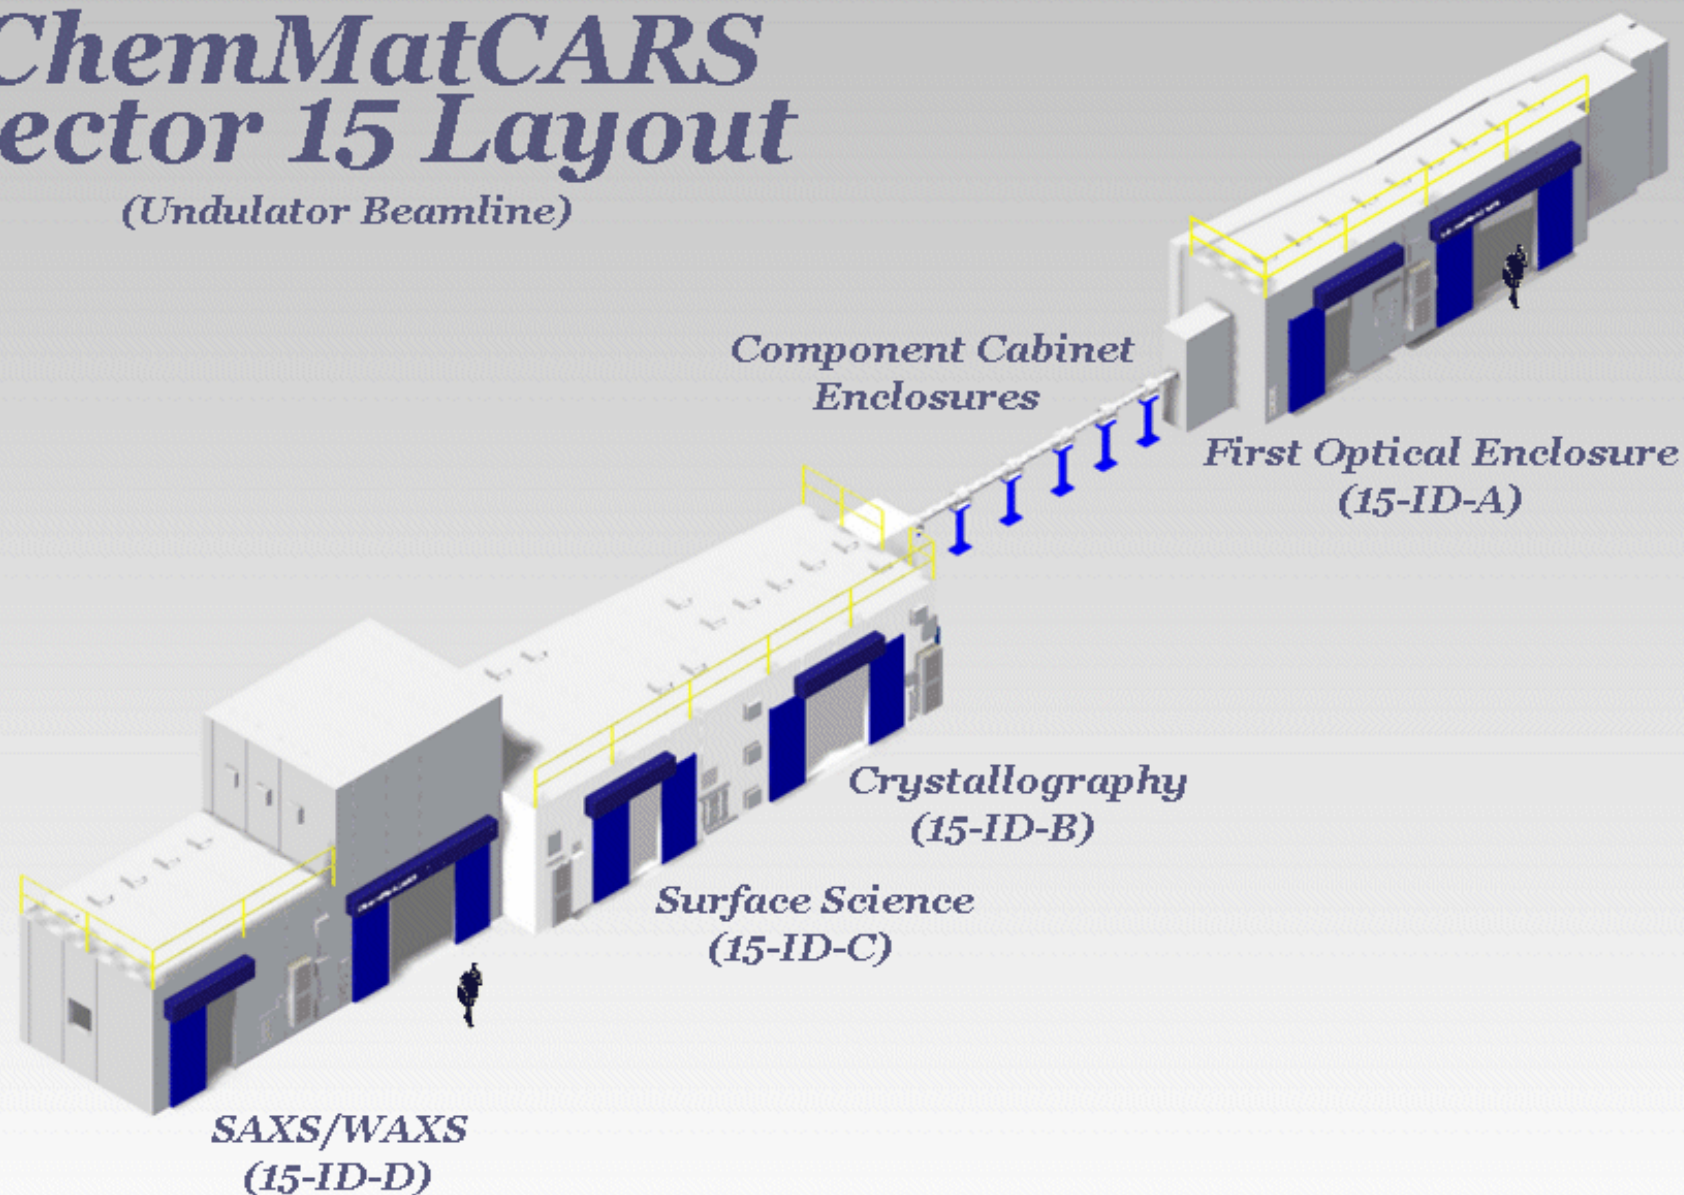 ChemMatCARS
ector 15 Layout
(Undulator Beamline)
Component Cabinet
Enclosures
First Optical Enclosure
(15-ID-A)
Crystallography
(15-ID-B)
Surface Science
(15-ID-C)
SAXS/WAXS
(15-ID-D)